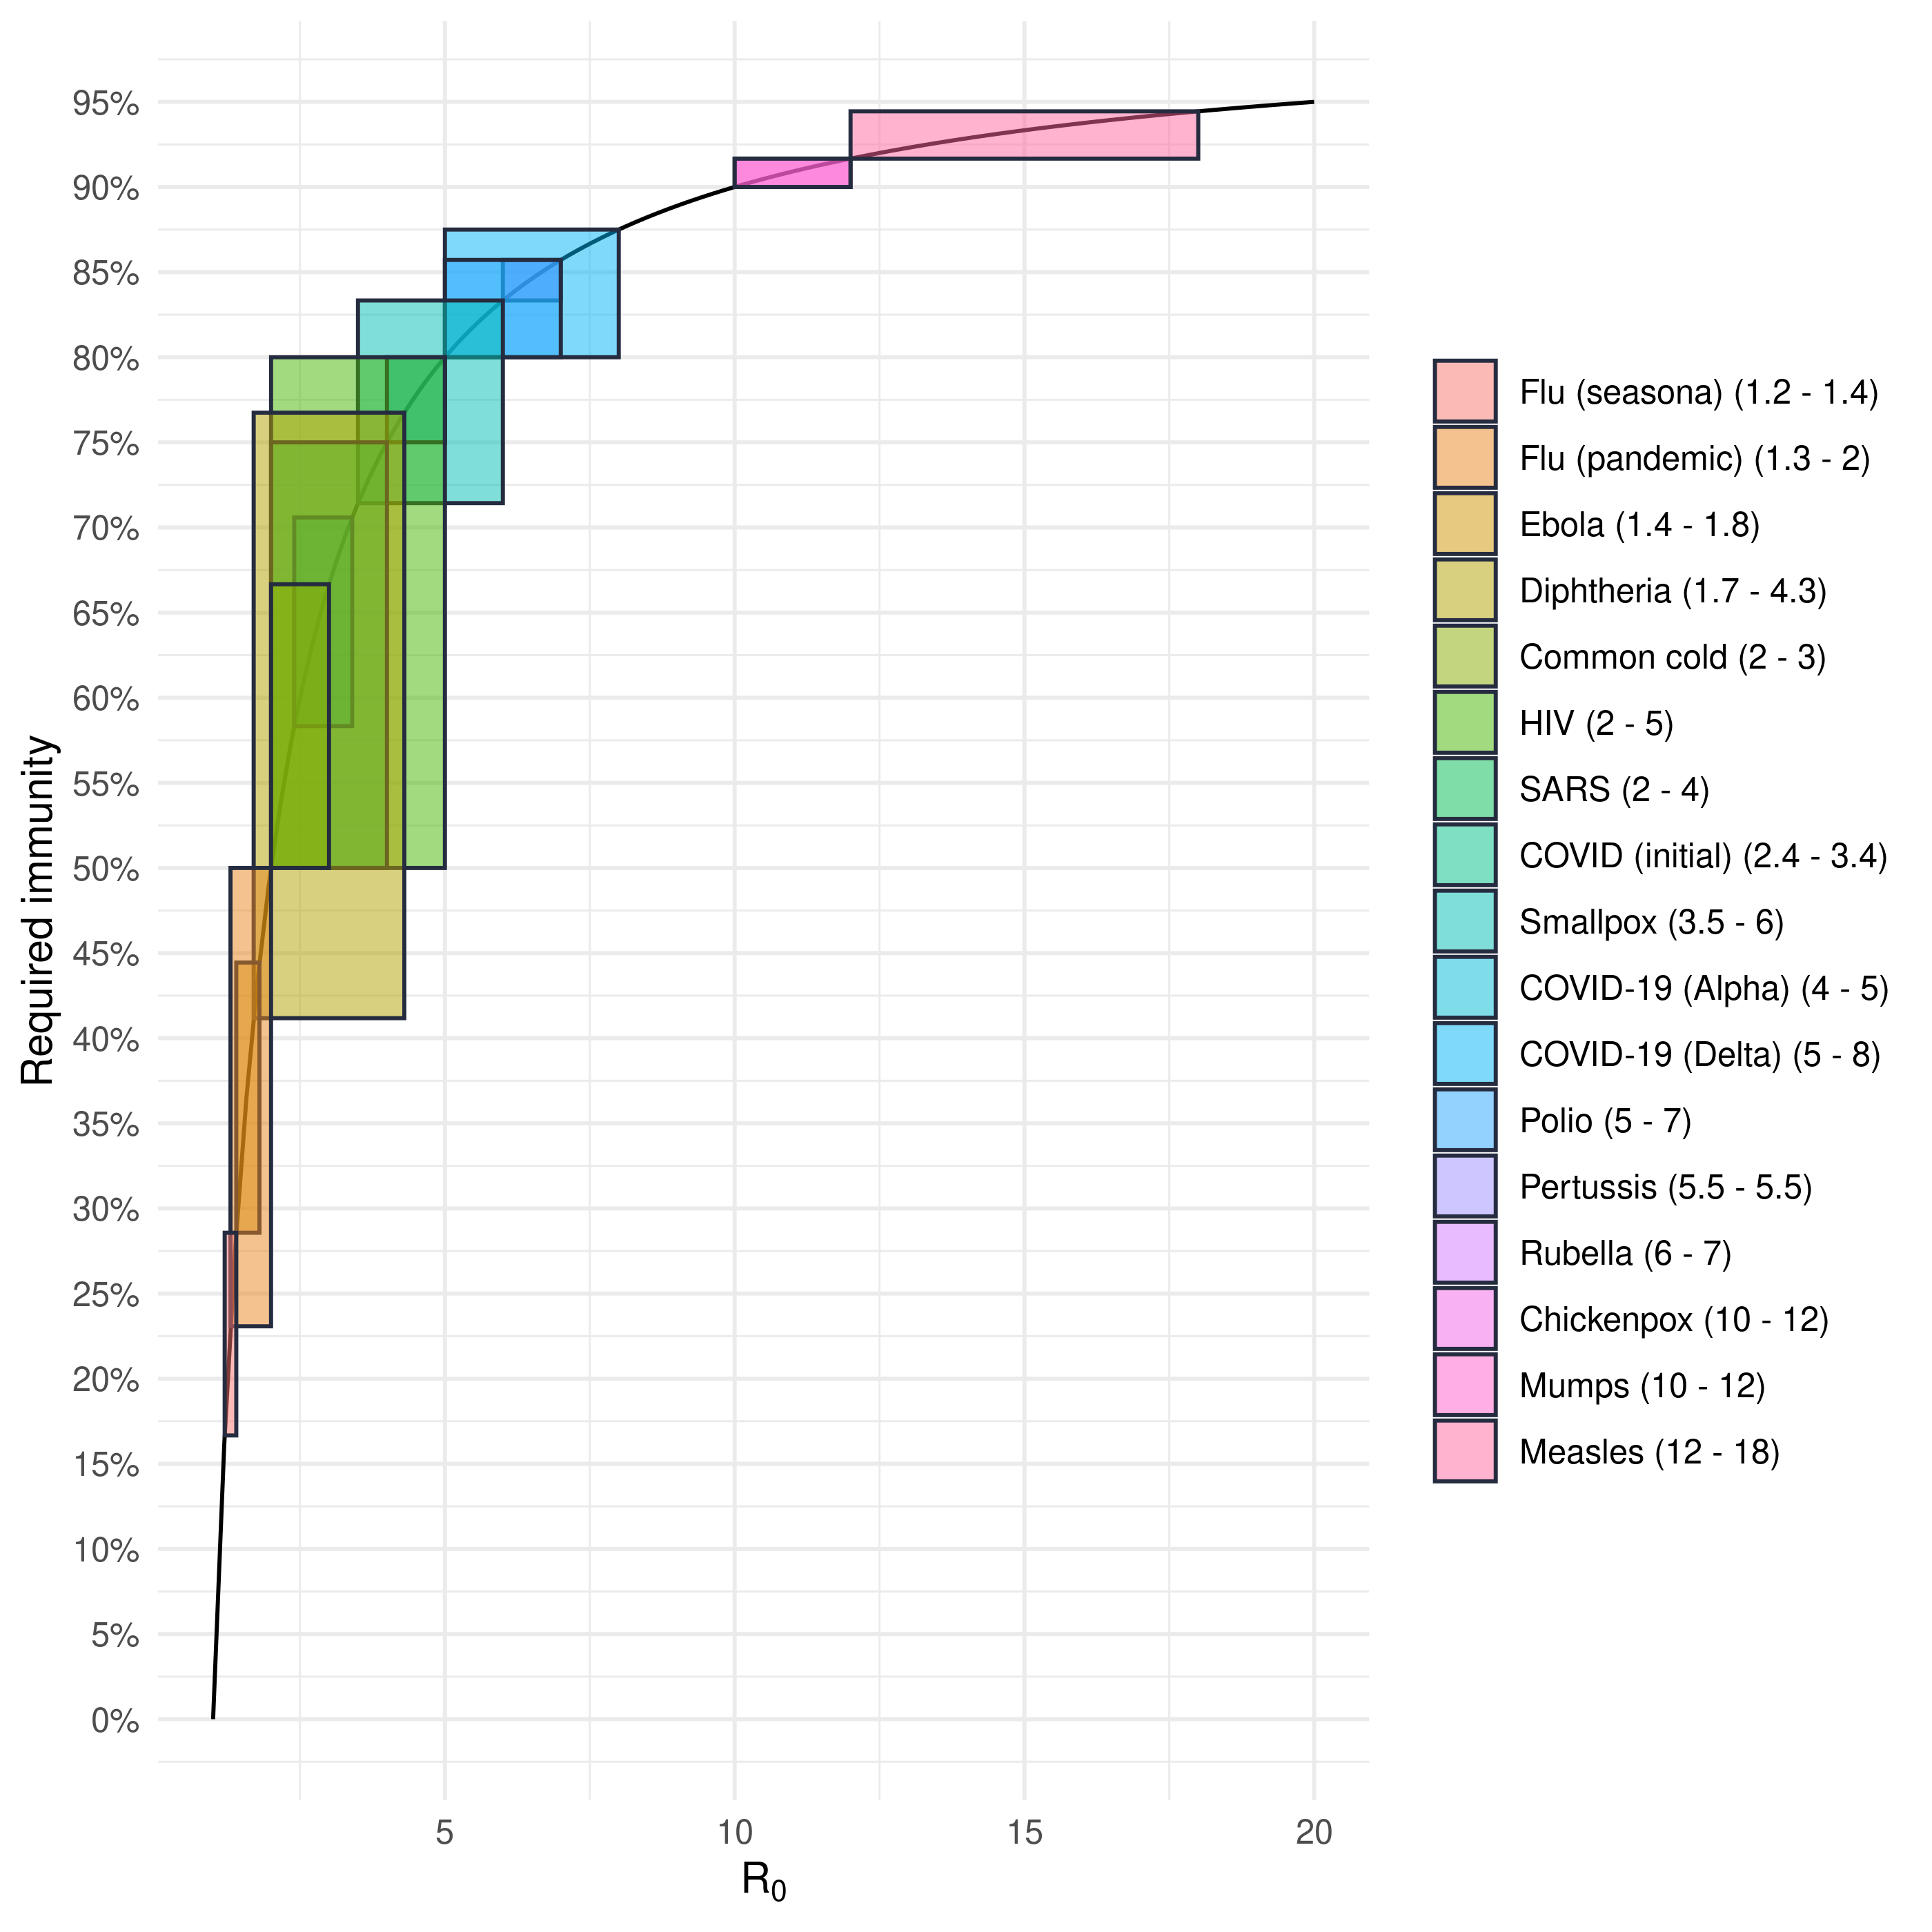 Required immunity
95%
90%
85%
80%
75%
70%
65%
60%
55%
50%
45%
40%
35%
30%
25%
20%
15%
10%
5%
0%
5
10
15
20
R₀
Flu (seasona) (1.2 - 1.4)
Flu (pandemic) (1.3 - 2)
Ebola (1.4 - 1.8)
Diphtheria (1.7 - 4.3)
Common cold (2 - 3)
HIV (2 - 5)
SARS (2 - 4)
COVID (initial) (2.4 - 3.4)
Smallpox (3.5 - 6)
COVID-19 (Alpha) (4 - 5)
COVID-19 (Delta) (5 - 8)
Polio (5 - 7)
Pertussis (5.5 - 5.5)
Rubella (6 - 7)
Chickenpox (10 - 12)
Mumps (10 - 12)
Measles (12 - 18)